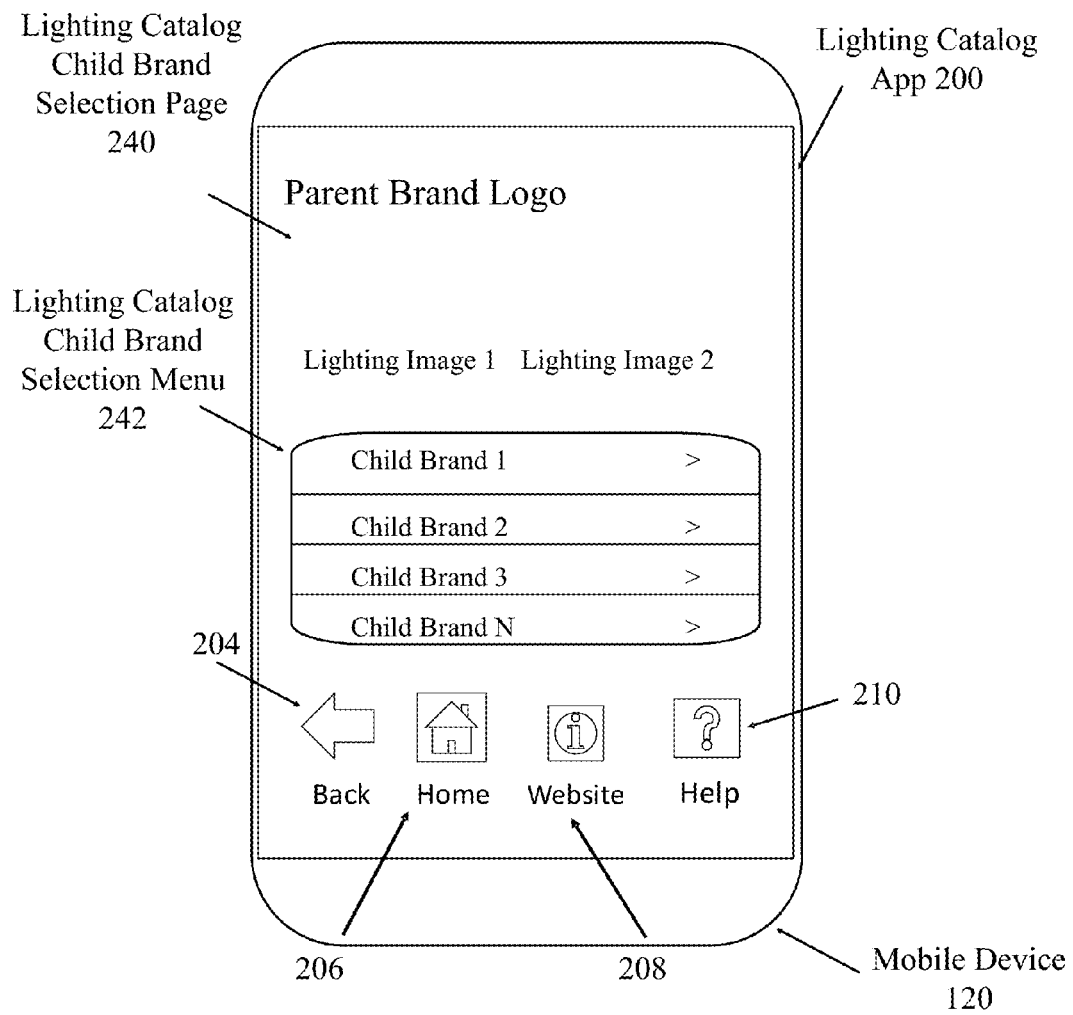 Lighting Catalog
Child Brand
Selection Page
240
Lighting Catalog
App 200
Parent Brand Logo
Lighting Catalog
Child Brand
Selection Menu
242
Lighting Image 1 Lighting Image 2
Child Brand 1 >
Child Brand 2 >
Child Brand 3 >
Child Brand N >
204
210
i
?
Back Home Website Help
206
208
Mobile Device
120